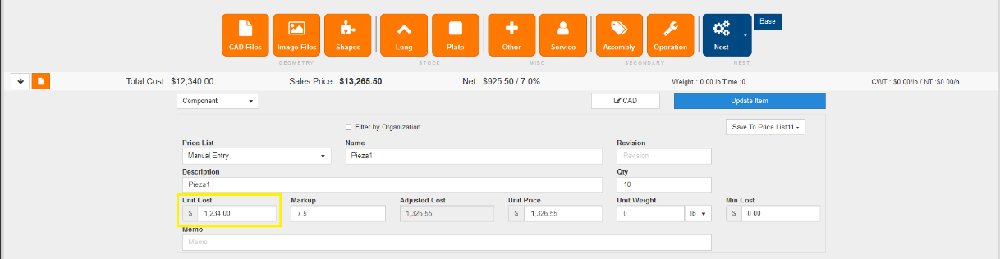 CAD Files Image Files Shapes Long Plate Other Service Assembly Operation Nest Base
GEOMETRY STOCK MISC SECONDARY NEST
Total Cost : $12,340.00 Sales Price : $13,265.50 Net : $925.50 / 7.0% Weight : 0.00 lb Time :0 CWT : $0.00/lb / NT :$0.00/h
Component CAD Update Item
Filter by Organization Save To Price List11
Price List Name Revision
Manual Entry Pieza1 Revision
Description Qty
Pieza1 10
Unit Cost Markup Adjusted Cost Unit Price Unit Weight Min Cost
$ 1,234.00 7.5 1,326.55 $ 1,326.55 0 lb $ 0.00
Memo
Memo